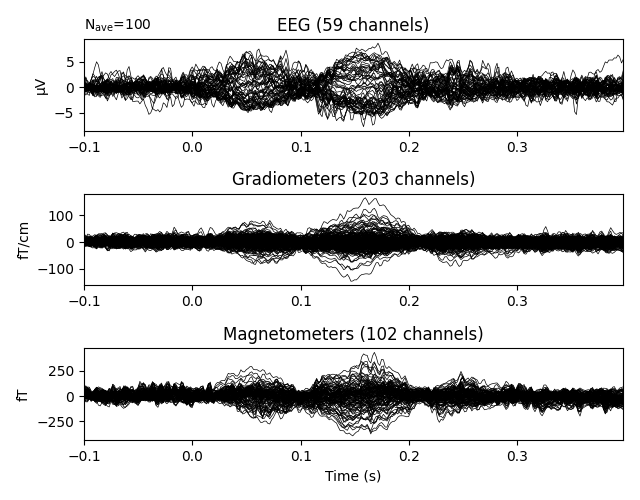 N_ave=100
EEG (59 channels)
5
0
−5
µV
−0.1 0.0 0.1 0.2 0.3
Gradiometers (203 channels)
100
0
−100
fT/cm
−0.1 0.0 0.1 0.2 0.3
Magnetometers (102 channels)
250
0
−250
fT
−0.1 0.0 0.1 0.2 0.3
Time (s)